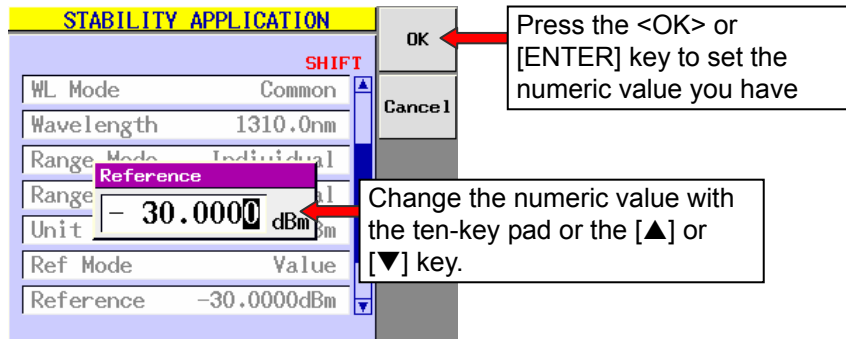 STABILITY APPLICATION
OK
Press the <OK> or
[ENTER] key to set the
numeric value you have
SHIFT
WL Mode Common
Cancel
Wavelength 1310.0nm
Range Mode Individual
Reference
Range
- 30.0000 dBm
Change the numeric value with
the ten-key pad or the [▲] or
[▼] key.
Unit
Ref Mode Value
Reference -30.0000dBm